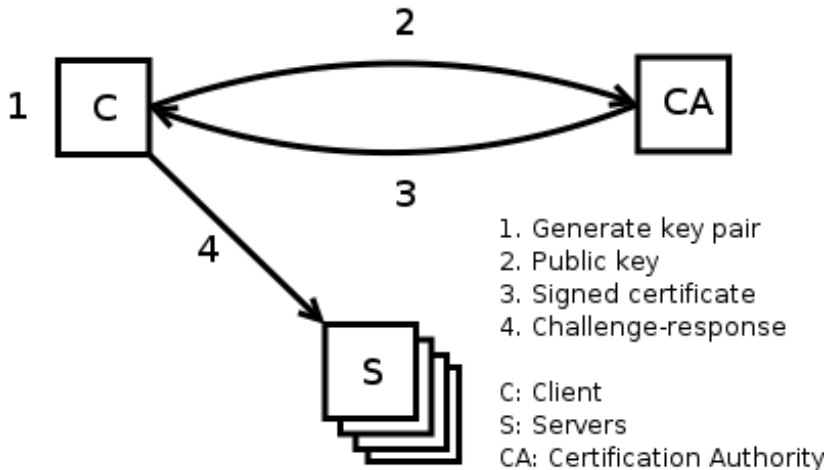 2
1
C
CA
3
4
S
1. Generate key pair
2. Public key
3. Signed certificate
4. Challenge-response
C: Client
S: Servers
CA: Certification Authority